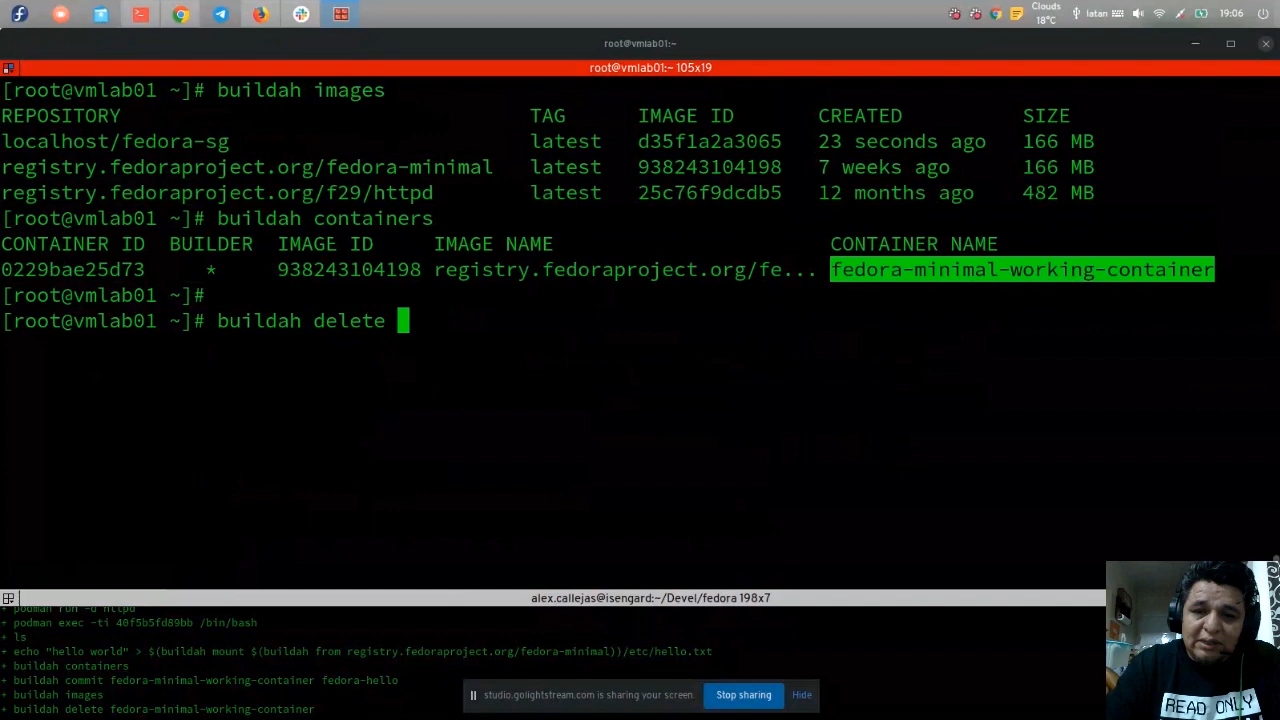 Clouds
18°C
latan
19:06
root@vmlab01:~
root@vmlab01:~ 105x19
[root@vmlab01 ~]# buildah images
REPOSITORY TAG IMAGE ID CREATED SIZE
localhost/fedora-sg latest d35f1a2a3065 23 seconds ago 166 MB
registry.fedoraproject.org/fedora-minimal latest 938243104198 7 weeks ago 166 MB
registry.fedoraproject.org/f29/httpd latest 25c76f9dcdb5 12 months ago 482 MB
[root@vmlab01 ~]# buildah containers
CONTAINER ID BUILDER IMAGE ID IMAGE NAME CONTAINER NAME
0229bae25d73 * 938243104198 registry.fedoraproject.org/fe... fedora-minimal-working-container
[root@vmlab01 ~]#
[root@vmlab01 ~]# buildah delete
alex.callejas@isengard:~/Devel/fedora 198x7
+ podman run -d httpd
+ podman exec -ti 40f5b5fd89bb /bin/bash
+ ls
+ echo "hello world" > $(buildah mount $(buildah from registry.fedoraproject.org/fedora-minimal))/etc/hello.txt
+ buildah containers
+ buildah commit fedora-minimal-working-container fedora-hello
+ buildah images
+ buildah delete fedora-minimal-working-container
studio.golightstream.com is sharing your screen.
Stop sharing
Hide
READ ONLY